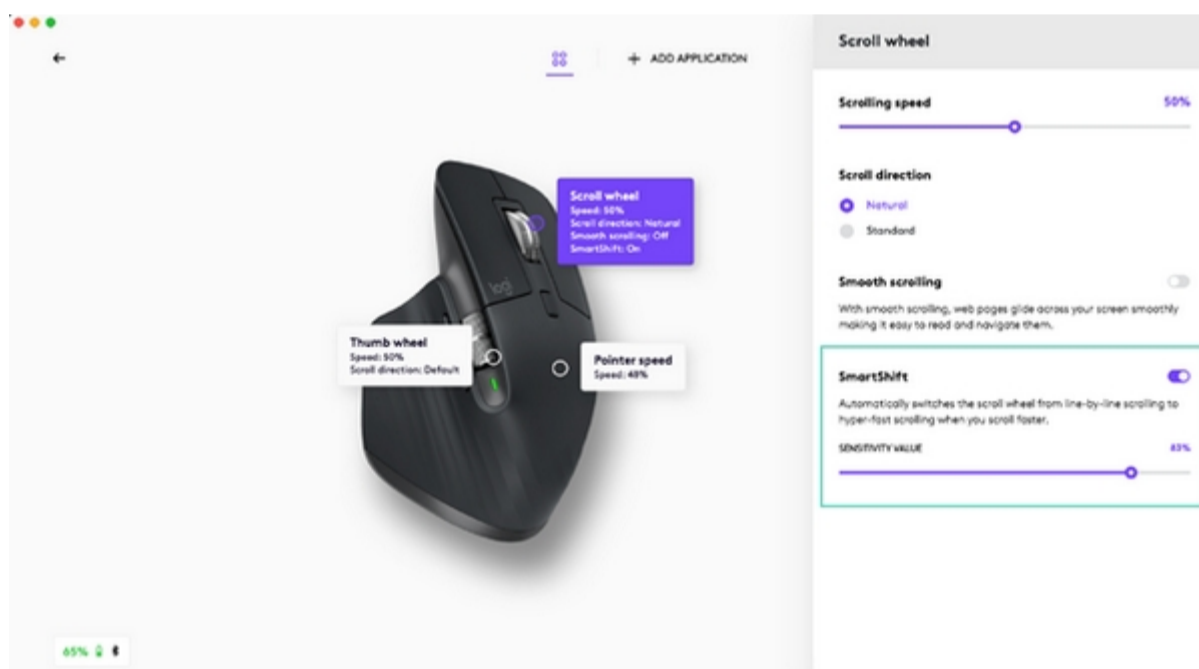 ADD APPLICATION
Scroll wheel
Speed: 50%
Scroll direction: Natural
Smooth scrolling: Off
SmartShift: On
logi
Thumb wheel
Speed: 50%
Scroll direction: Default
Pointer speed
Speed: 48%
65%
Scroll wheel
Scrolling speed 50%
Scroll direction
Natural
Standard
Smooth scrolling
With smooth scrolling, web pages glide across your screen smoothly
making it easy to read and navigate them.
SmartShift
Automatically switches the scroll wheel from line-by-line scrolling to
hyper-fast scrolling when you scroll faster.
SENSITIVITY VALUE 83%